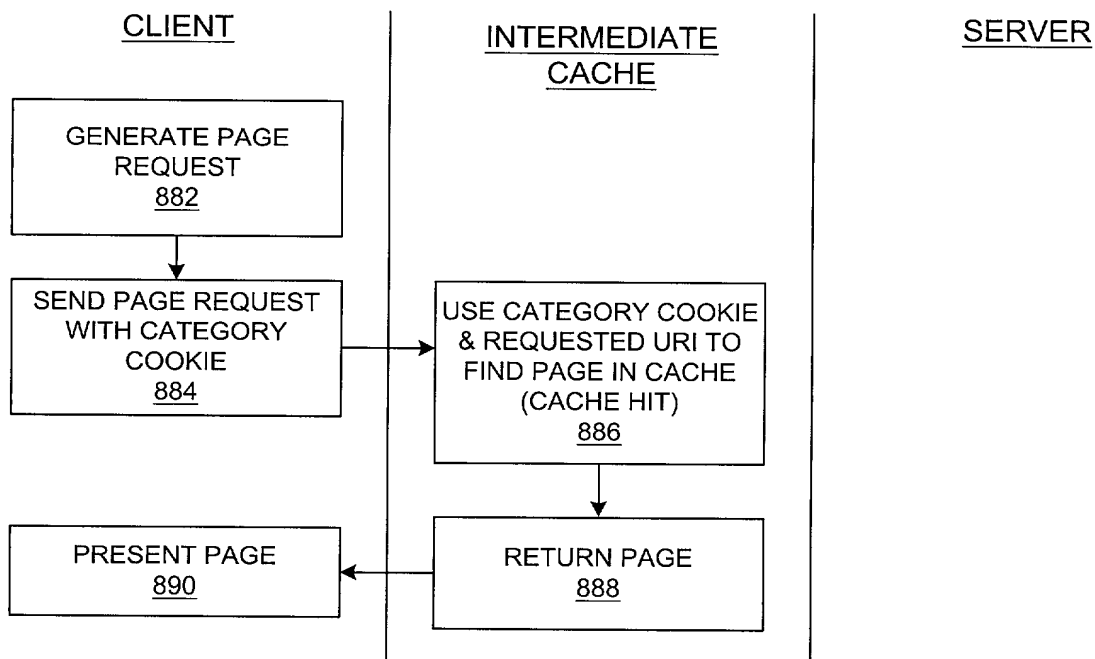 CLIENT
INTERMEDIATE
CACHE
SERVER
GENERATE PAGE
REQUEST
882
SEND PAGE REQUEST
WITH CATEGORY
COOKIE
884
USE CATEGORY COOKIE
& REQUESTED URI TO
FIND PAGE IN CACHE
(CACHE HIT)
886
PRESENT PAGE
890
RETURN PAGE
888